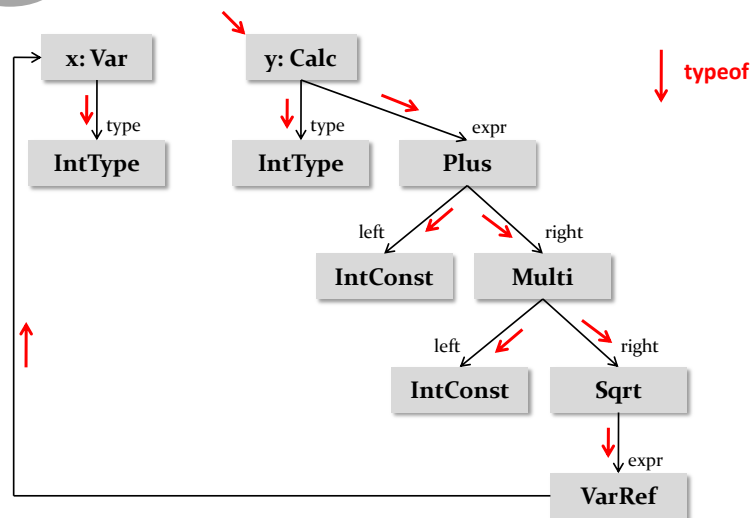 x: Var
y: Calc
typeof
type
type
expr
IntType
IntType
Plus
left
right
IntConst
Multi
left
right
IntConst
Sqrt
expr
VarRef